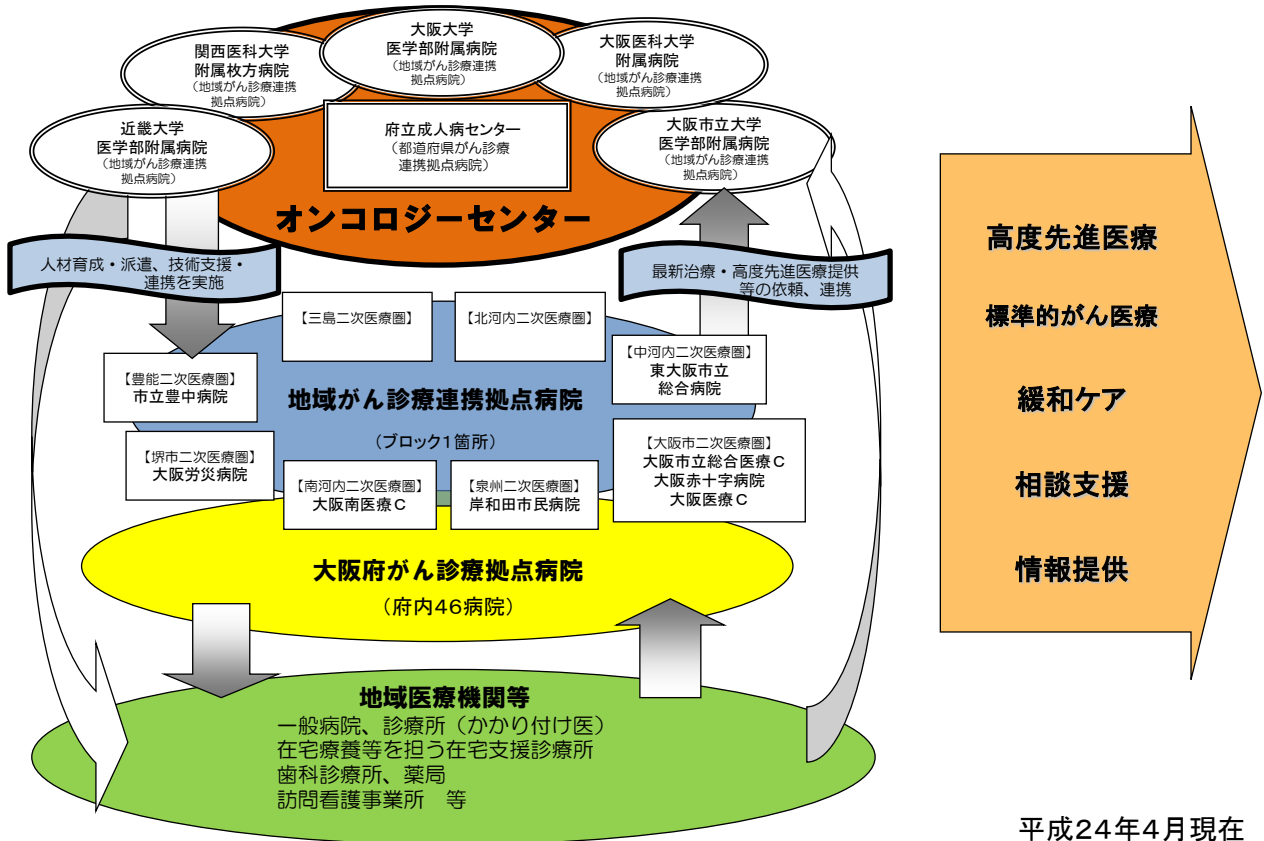 大阪大学
医学部附属病院
(地域がん診療連携
拠点病院)
関西医科大学
附属枚方病院
(地域がん診療連携
拠点病院)
大阪医科大学
附属病院
(地域がん診療連携
拠点病院)
近畿大学
医学部附属病院
(地域がん診療連携
拠点病院)
府立成人病センター
(都道府県がん診療
連携拠点病院)
大阪市立大学
医学部附属病院
(地域がん診療連携
拠点病院)
オンコロジーセンター
人材育成・派遣、技術支援・
連携を実施
最新治療・高度先進医療提供
等の依頼、連携
【三島二次医療圏】
【北河内二次医療圏】
【豊能二次医療圏】
市立豊中病院
【中河内二次医療圏】
東大阪市立
総合病院
地域がん診療連携拠点病院
(ブロック1箇所)
【堺市二次医療圏】
大阪労災病院
【南河内二次医療圏】
大阪南医療C
【泉州二次医療圏】
岸和田市民病院
【大阪市二次医療圏】
大阪市立総合医療C
大阪赤十字病院
大阪医療C
大阪府がん診療拠点病院
(府内46病院)
地域医療機関等
一般病院、診療所(かかり付け医)
在宅療養等を担う在宅支援診療所
歯科診療所、薬局
訪問看護事業所 等
高度先進医療
標準的がん医療
緩和ケア
相談支援
情報提供
平成24年4月現在